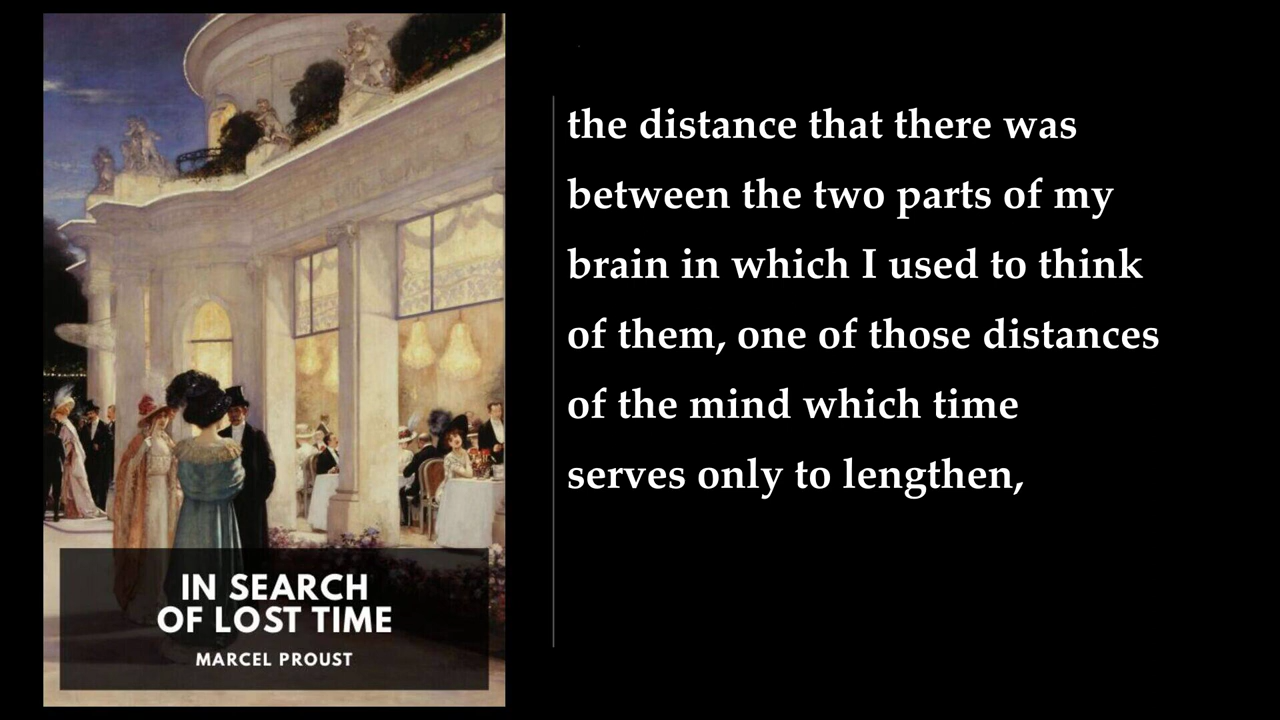 the distance that there was
between the two parts of my
brain in which I used to think
of them, one of those distances
of the mind which time
serves only to lengthen,
IN SEARCH
OF LOST TIME
MARCEL PROUST